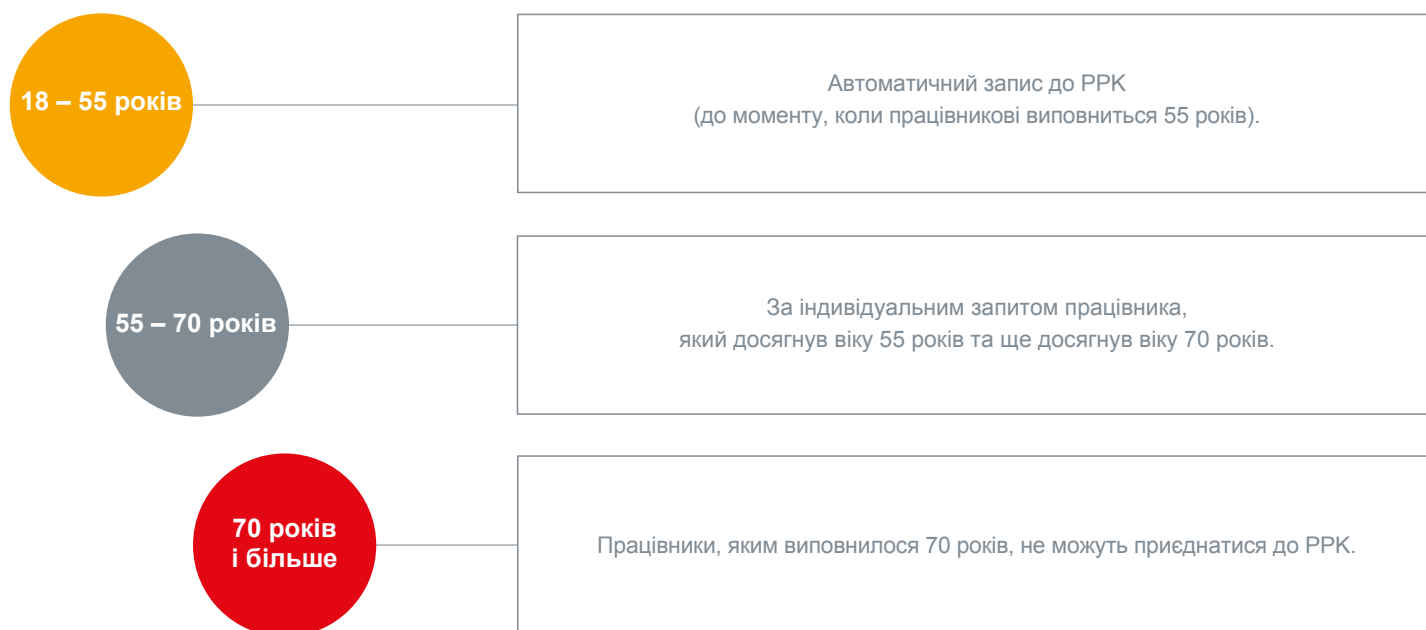 18 – 55 років
Автоматичний запис до PPK
(до моменту, коли працівникові виповниться 55 років).
55 – 70 років
За індивідуальним запитом працівника,
який досягнув віку 55 років та ще досягнув віку 70 років.
70 років
і більше
Працівники, яким виповнилося 70 років, не можуть приєднатися до PPK.